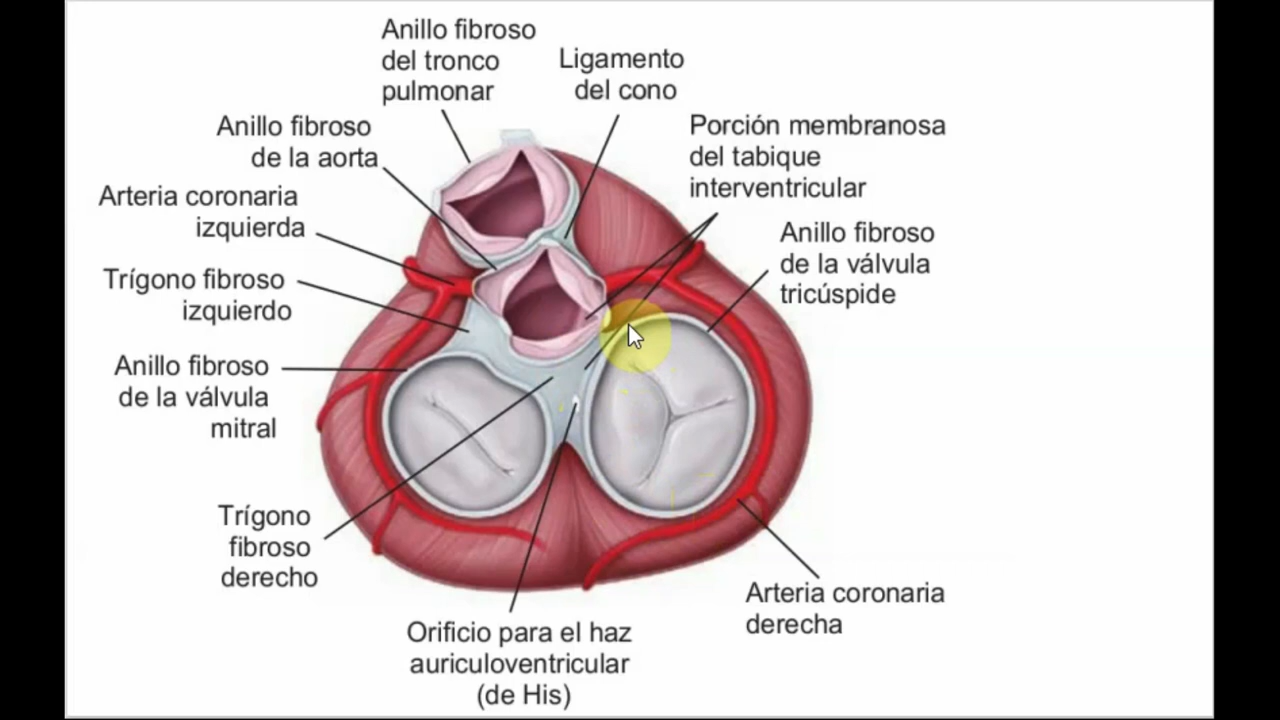 Anillo fibroso
del tronco
pulmonar
Ligamento
del cono
Anillo fibroso
de la aorta
Porción membranosa
del tabique
interventricular
Arteria coronaria
izquierda
Anillo fibroso
de la válvula
tricúspide
Trígono fibroso
izquierdo
Anillo fibroso
de la válvula
mitral
Trígono
fibroso
derecho
Arteria coronaria
derecha
Orificio para el haz
auriculoventricular
(de His)